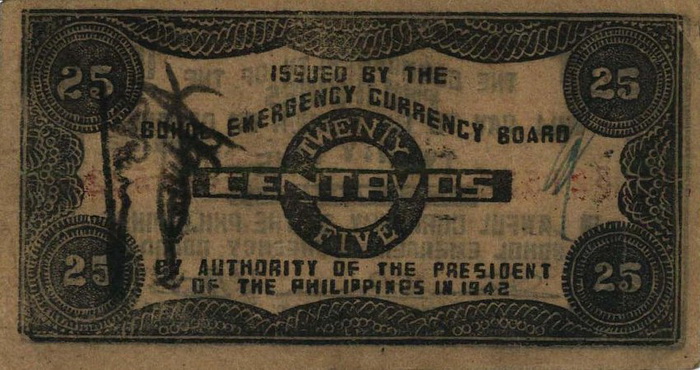 25 25
ISSUED BY THE
BOHOL EMERGENCY CURRENCY BOARD
TWENTY
CENTAVOS
FIVE
BY AUTHORITY OF THE PRESIDENT
OF THE PHILIPPINES IN 1942
25 25